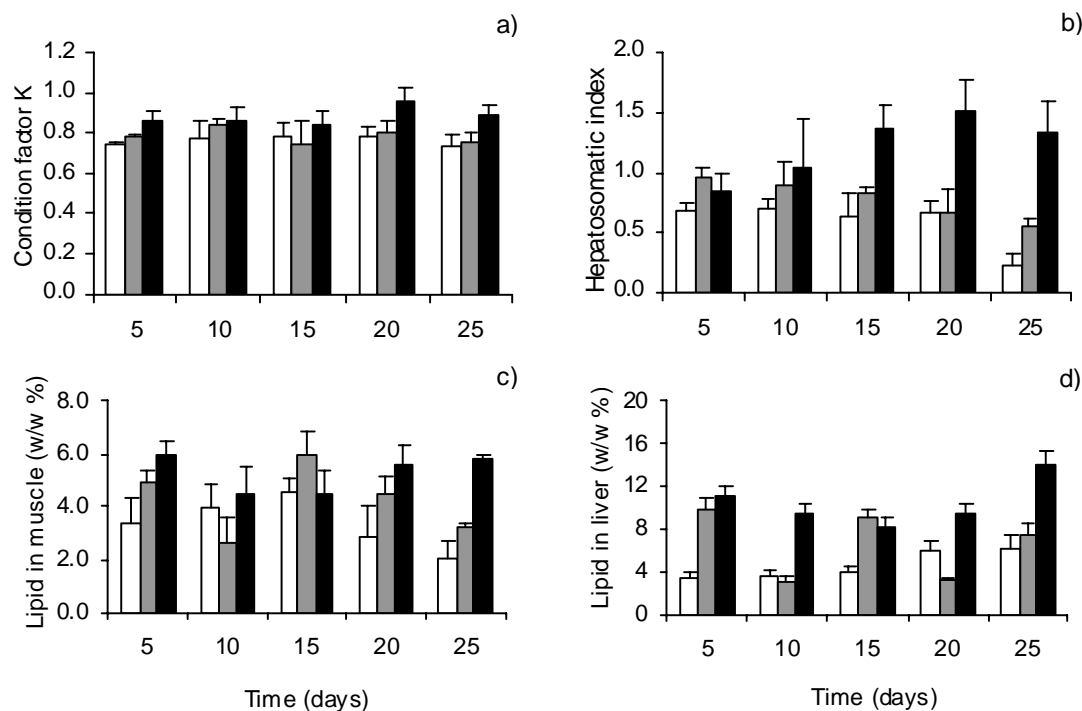 a)
Condition factor K
1.2
1.0
0.8
0.6
0.4
0.2
0.0
5 10 15 20 25
b)
Hepatosomatic index
2.0
1.5
1.0
0.5
0.0
5 10 15 20 25
c)
Lipid in muscle (w/w %)
8.0
6.0
4.0
2.0
0.0
5 10 15 20 25
Time (days)
d)
Lipid in liver (w/w %)
20
16
12
8
4
0
5 10 15 20 25
Time (days)